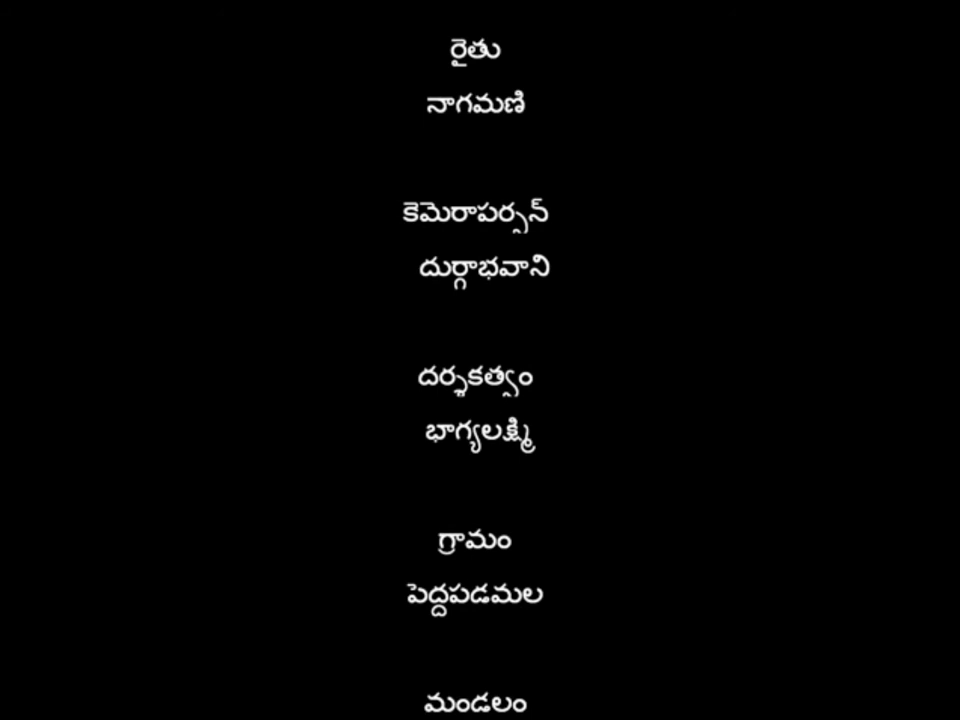 రైతు
నాగమణి
కెమెరాపర్సన్
దుర్గాభవాని
దర్శకత్వం
భాగ్యలక్ష్మి
గ్రామం
పెద్దపడమల
మండలం